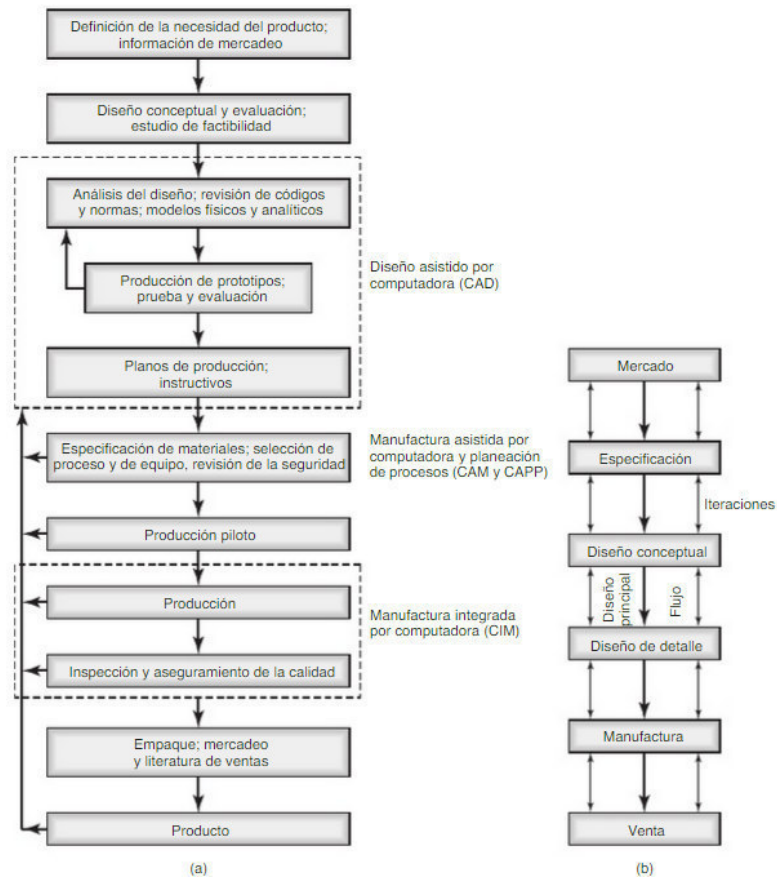 Definición de la necesidad del producto;
información de mercadeo
Diseño conceptual y evaluación;
estudio de factibilidad
Análisis del diseño; revisión de códigos
y normas; modelos físicos y analíticos
Producción de prototipos;
prueba y evaluación
Diseño asistido por
computadora (CAD)
Planos de producción;
instructivos
Especificación de materiales; selección de
proceso y de equipo, revisión de la seguridad
Manufactura asistida por
computadora y planeación
de procesos (CAM y CAPP)
Producción piloto
Producción
Manufactura integrada
por computadora (CIM)
Inspección y aseguramiento de la calidad
Empaque; mercadeo
y literatura de ventas
Producto
(a)
Mercado
Especificación
Iteraciones
Diseño conceptual
Diseño
principal
Flujo
Diseño de detalle
Manufactura
Venta
(b)